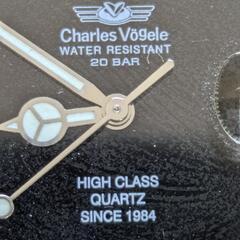 Charles Vögele
WATER RESISTANT
20 BAR
HIGH CLASS
QUARTZ
SINCE 1984